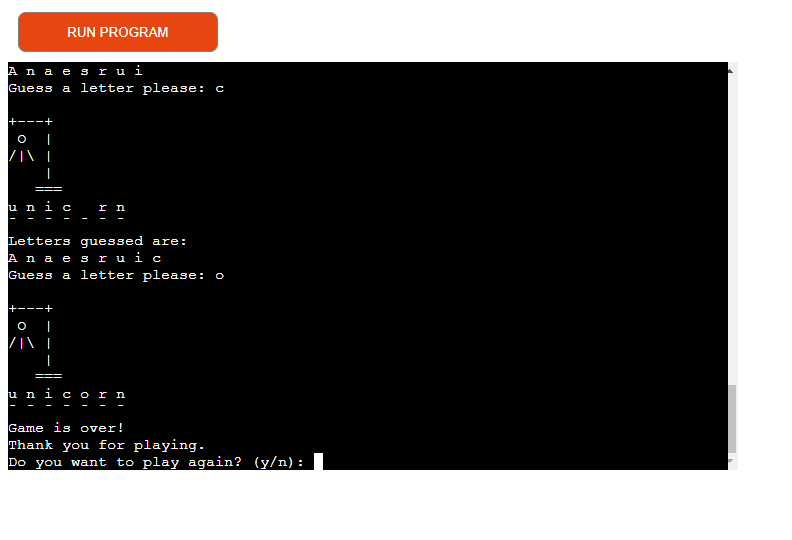 RUN PROGRAM
A n a e s r u i
Guess a letter please: c
+---+
 O  |
/|\ |
    |
   ===
u n i c   r n
- - - - - - -
Letters guessed are:
A n a e s r u i c
Guess a letter please: o
+---+
 O  |
/|\ |
    |
   ===
u n i c o r n
- - - - - - -
Game is over!
Thank you for playing.
Do you want to play again? (y/n):